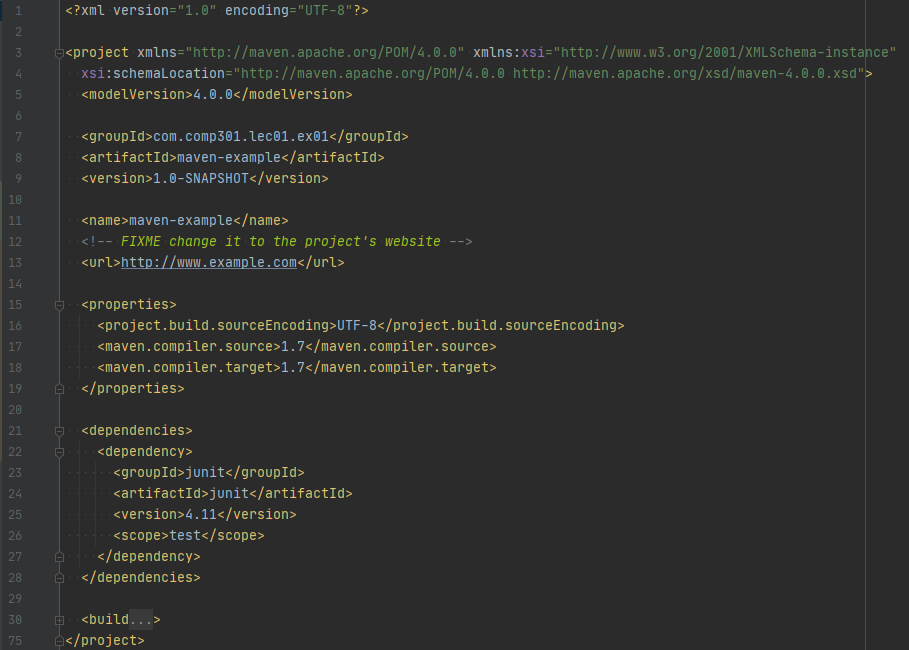 1 <?xml version="1.0" encoding="UTF-8"?>
2
3 <project xmlns="http://maven.apache.org/POM/4.0.0" xmlns:xsi="http://www.w3.org/2001/XMLSchema-instance"
4   xsi:schemaLocation="http://maven.apache.org/POM/4.0.0 http://maven.apache.org/xsd/maven-4.0.0.xsd">
5   <modelVersion>4.0.0</modelVersion>
6
7   <groupId>com.comp301.lec01.ex01</groupId>
8   <artifactId>maven-example</artifactId>
9   <version>1.0-SNAPSHOT</version>
10
11   <name>maven-example</name>
12   <!-- FIXME change it to the project's website -->
13   <url>http://www.example.com</url>
14
15   <properties>
16     <project.build.sourceEncoding>UTF-8</project.build.sourceEncoding>
17     <maven.compiler.source>1.7</maven.compiler.source>
18     <maven.compiler.target>1.7</maven.compiler.target>
19   </properties>
20
21   <dependencies>
22     <dependency>
23       <groupId>junit</groupId>
24       <artifactId>junit</artifactId>
25       <version>4.11</version>
26       <scope>test</scope>
27     </dependency>
28   </dependencies>
29
30   <build...>
75 </project>